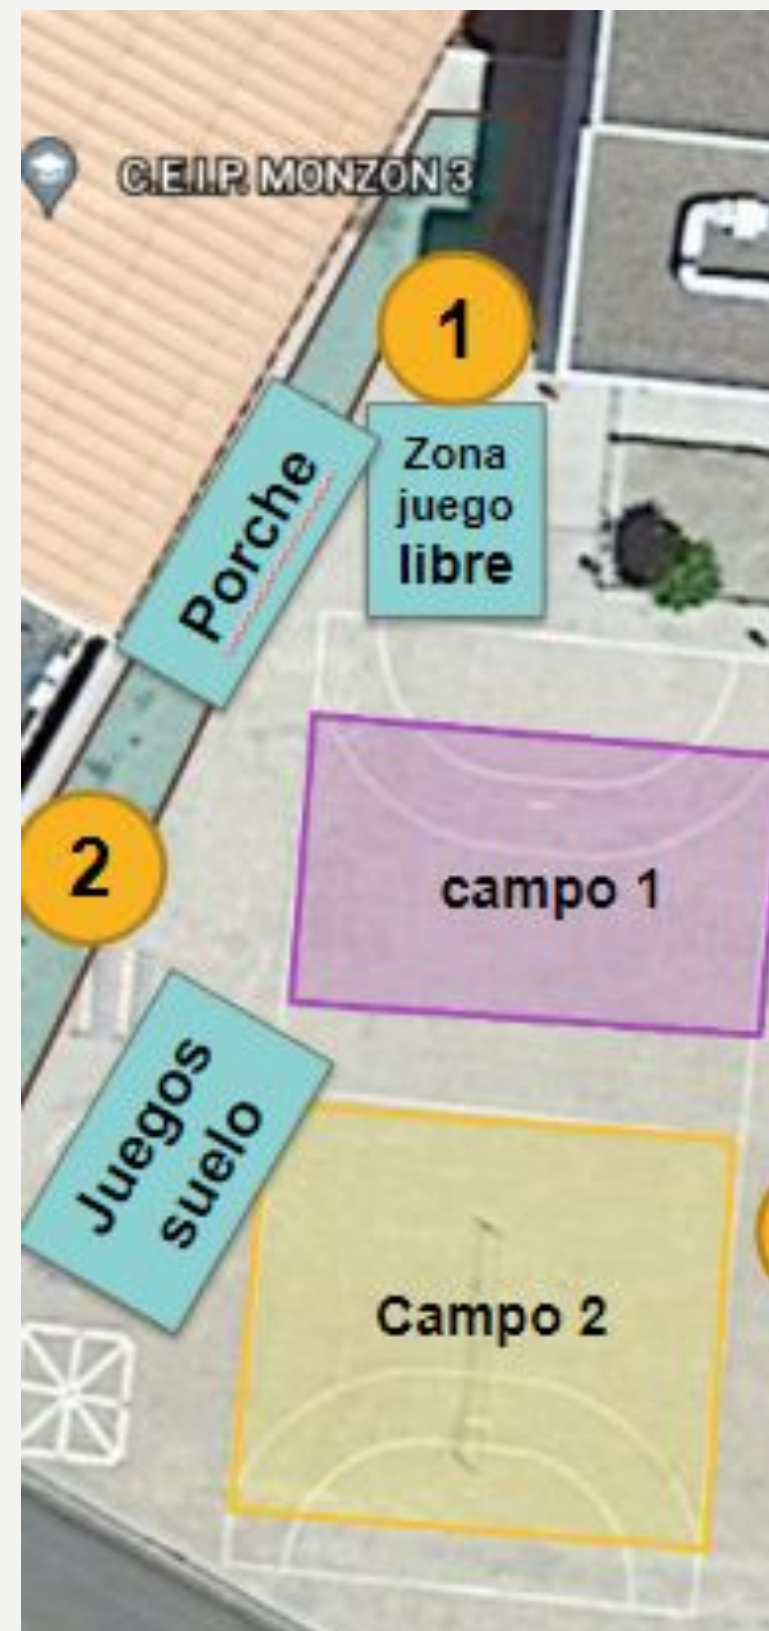 C.E.I.P. MONZON 3
1
Zona
juego
libre
Porche
campo 1
2
Juegos
suelo
Campo 2